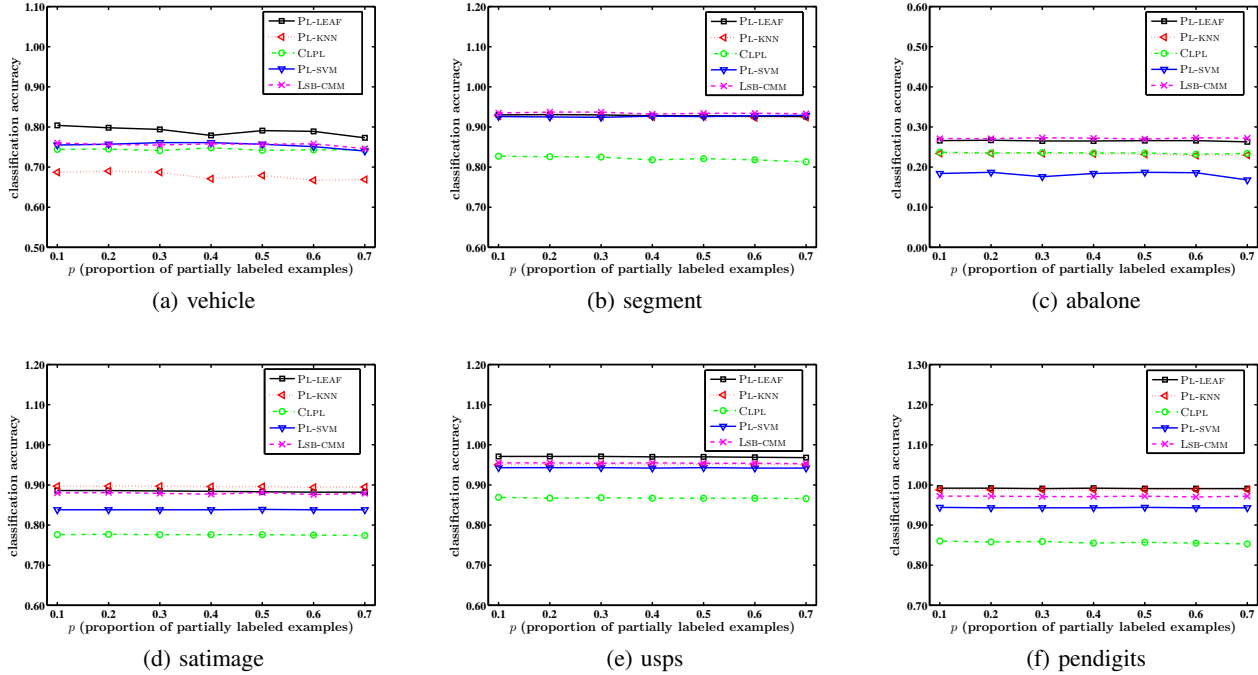 1.10
1.00
0.90
0.80
0.70
0.60
0.50
classification accuracy
PL-LEAF
PL-KNN
CLPL
PL-SVM
LSB-CMM
0.1 0.2 0.3 0.4 0.5 0.6 0.7
p (proportion of partially labeled examples)
(a) vehicle
1.20
1.10
1.00
0.90
0.80
0.70
0.60
classification accuracy
PL-LEAF
PL-KNN
CLPL
PL-SVM
LSB-CMM
0.1 0.2 0.3 0.4 0.5 0.6 0.7
p (proportion of partially labeled examples)
(b) segment
0.60
0.50
0.40
0.30
0.20
0.10
0.00
classification accuracy
PL-LEAF
PL-KNN
CLPL
PL-SVM
LSB-CMM
0.1 0.2 0.3 0.4 0.5 0.6 0.7
p (proportion of partially labeled examples)
(c) abalone
1.20
1.10
1.00
0.90
0.80
0.70
0.60
classification accuracy
PL-LEAF
PL-KNN
CLPL
PL-SVM
LSB-CMM
0.1 0.2 0.3 0.4 0.5 0.6 0.7
p (proportion of partially labeled examples)
(d) satimage
1.20
1.10
1.00
0.90
0.80
0.70
0.60
classification accuracy
PL-LEAF
PL-KNN
CLPL
PL-SVM
LSB-CMM
0.1 0.2 0.3 0.4 0.5 0.6 0.7
p (proportion of partially labeled examples)
(e) usps
1.30
1.20
1.10
1.00
0.90
0.80
0.70
classification accuracy
PL-LEAF
PL-KNN
CLPL
PL-SVM
LSB-CMM
0.1 0.2 0.3 0.4 0.5 0.6 0.7
p (proportion of partially labeled examples)
(f) pendigits